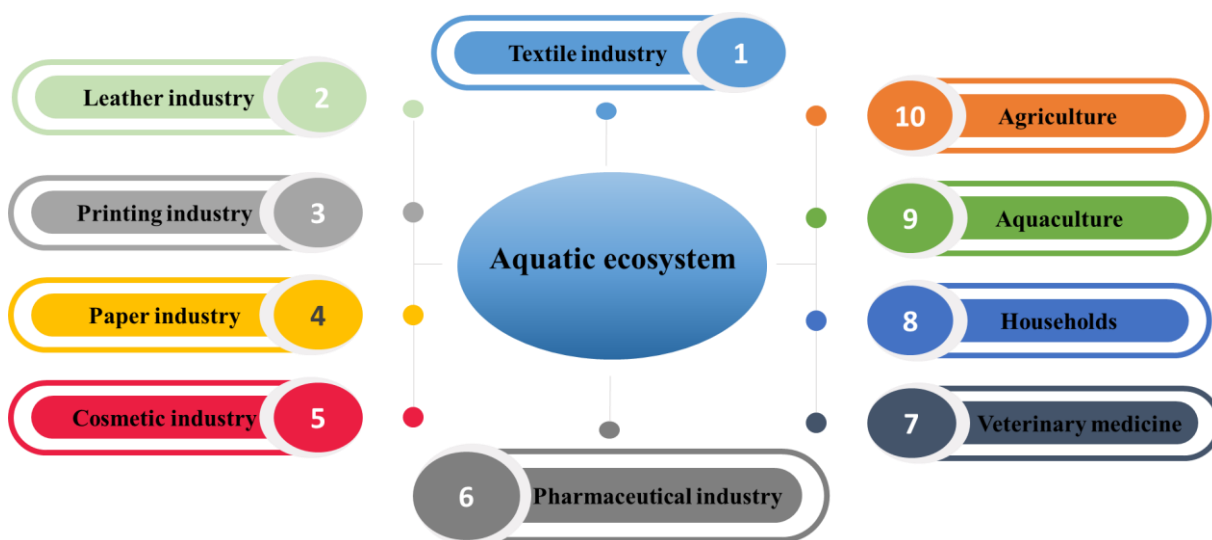 Textile industry 1
Leather industry 2
Printing industry 3
Paper industry 4
Cosmetic industry 5
6 Pharmaceutical industry
7 Veterinary medicine
8 Households
9 Aquaculture
10 Agriculture
Aquatic ecosystem